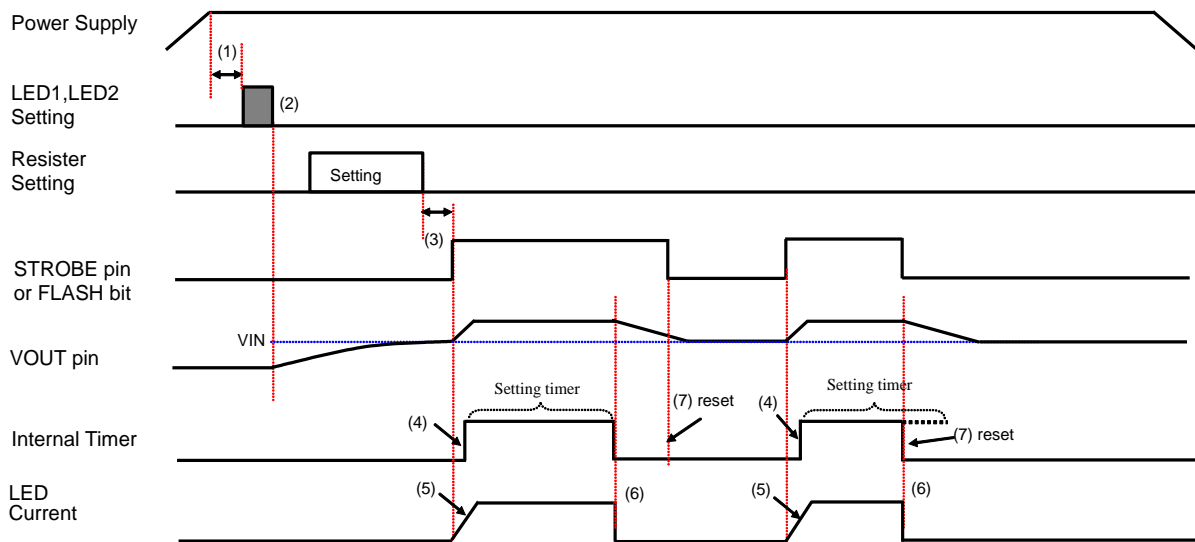 Power Supply
(1)
LED1,LED2
Setting
(2)
Resister
Setting
Setting
(3)
STROBE pin
or FLASH bit
VIN
VOUT pin
Setting timer
Setting timer
(4)
(7) reset
(4)
Internal Timer
(7) reset
LED
Current
(5)
(6)
(5)
(6)